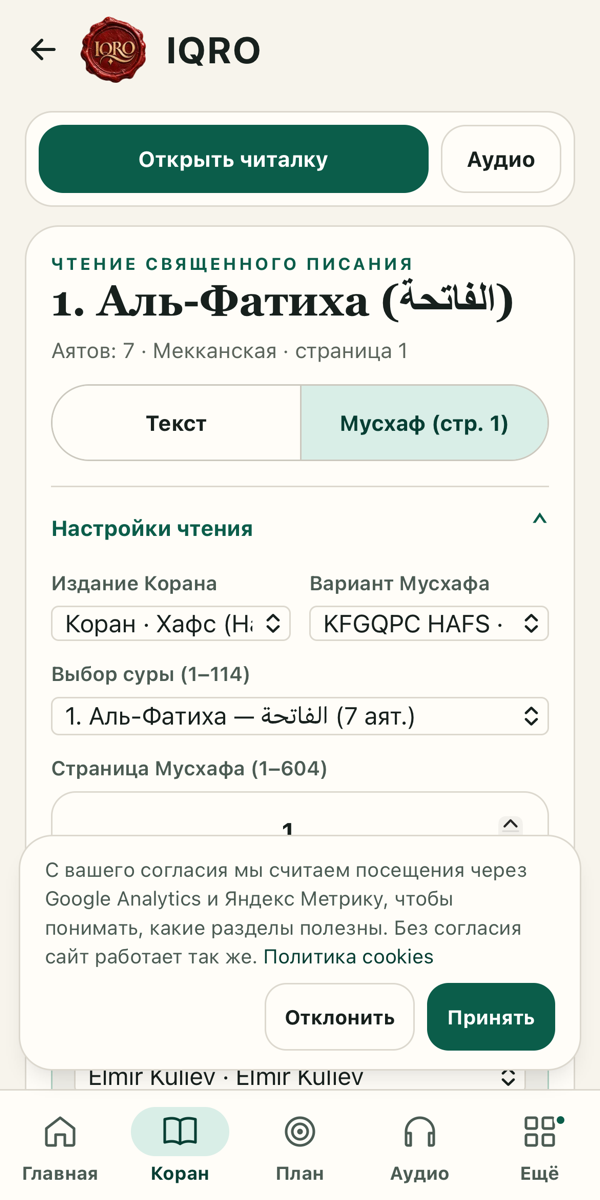 IQRO
IQRO
Открыть читалку
Аудио
ЧТЕНИЕ СВЯЩЕННОГО ПИСАНИЯ
1. Аль-Фатиха (الفاتحة)
Аятов: 7 · Мекканская · страница 1
Текст
Мусхаф (стр. 1)
Настройки чтения
Издание Корана
Вариант Мусхафа
Коран · Хафс (На
KFGQPC HAFS ·
Выбор суры (1–114)
1. Аль-Фатиха — الفاتحة (7 аят.)
Страница Мусхафа (1–604)
1
С вашего согласия мы считаем посещения через
Google Analytics и Яндекс Метрику, чтобы
понимать, какие разделы полезны. Без согласия
сайт работает так же. Политика cookies
Отклонить
Принять
Elmir Kuliev · Elmir Kuliev
Главная
Коран
План
Аудио
Ещё